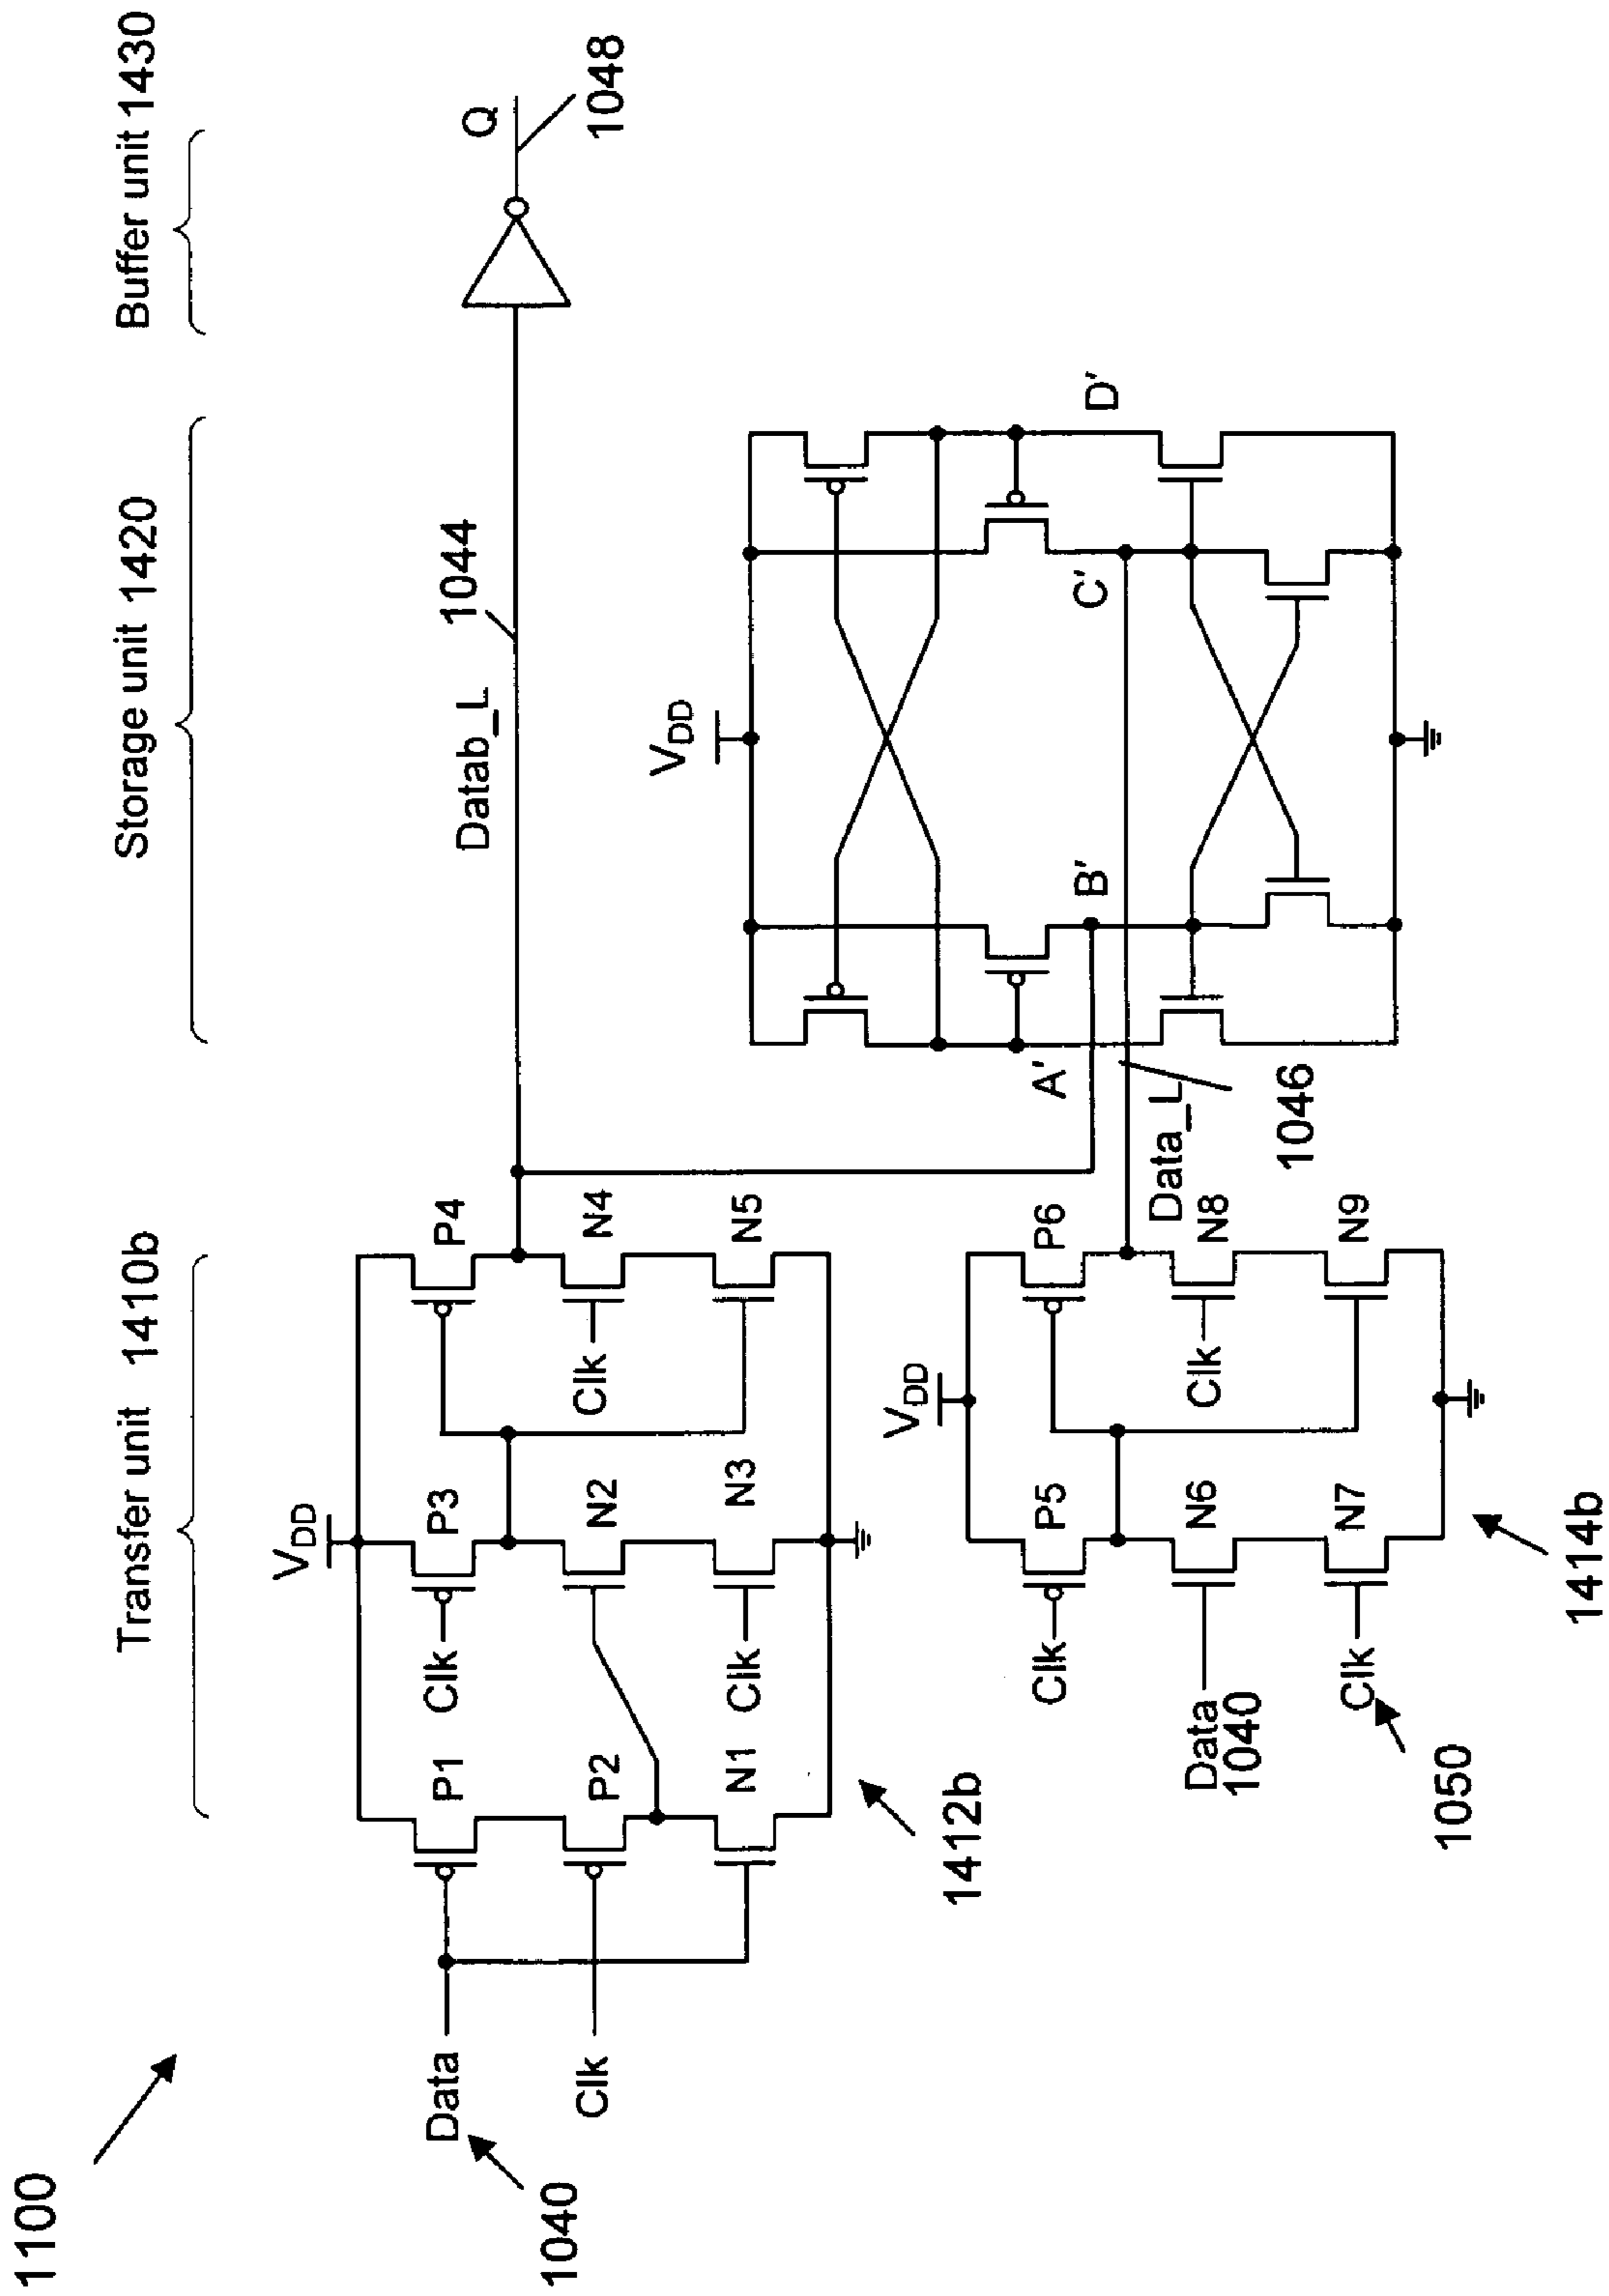 1100
Transfer unit 1410b
Storage unit 1420
Buffer unit 1430
VDD
P1
P3
P4
Clk
Data
1040
Clk
P2
N2
N4
Clk
N1
Clk
N3
N5
1412b
Datab_L
1044
Q
1048
VDD
P5
P6
Clk
Data
1040
N6
Clk
N8
Clk
1050
N7
N9
1414b
Data_L
1046
VDD
A'
B'
C'
D'